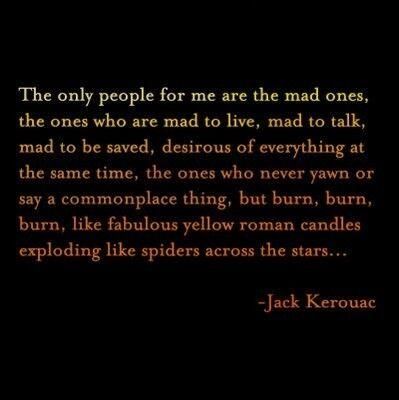 The only people for me are the mad ones,
the ones who are mad to live, mad to talk,
mad to be saved, desirous of everything at
the same time, the ones who never yawn or
say a commonplace thing, but burn, burn,
burn, like fabulous yellow roman candles
exploding like spiders across the stars...
-Jack Kerouac